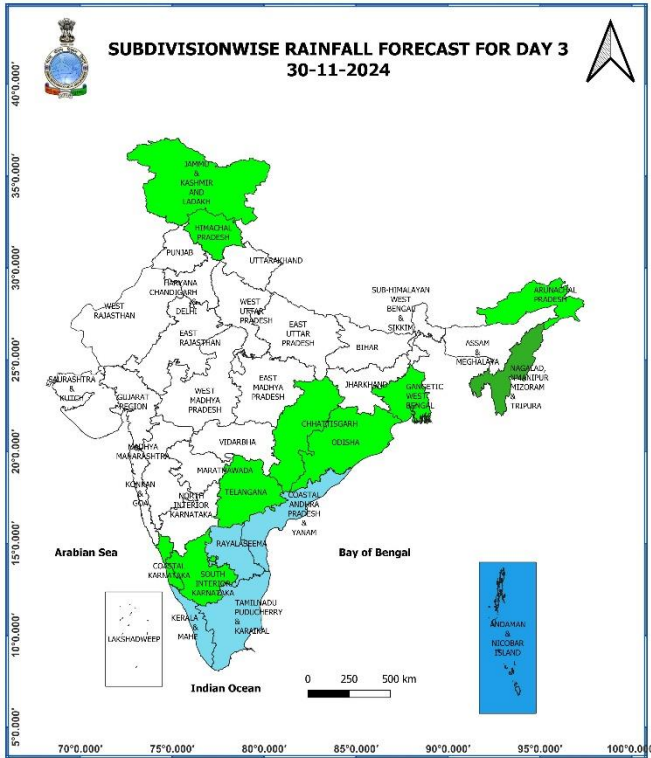 SUBDIVISIONWISE RAINFALL FORECAST FOR DAY 3
30-11-2024
40°0.000'
35°0.000'
30°0.000'
25°0.000'
20°0.000'
15°0.000'
10°0.000'
5°0.000'
JAMMU
&
KASHMIR
AND
LADAKH
HIMACHAL
PRADESH
PUNJAB
UTTARAKHAND
HARYANA
CHANDIGARH
&
DELHI
WEST
RAJASTHAN
WEST
UTTAR
PRADESH
EAST
RAJASTHAN
EAST
UTTAR
PRADESH
SUB-HIMALAYAN
WEST
BENGAL
&
SIKKIM
ARUNACHAL
PRADESH
ASSAM
&
MEGHALAYA
NAGALAD,
MANIPUR
MIZORAM
&
TRIPURA
BIHAR
JHARKHAND
GANGETIC
WEST
BENGAL
SAURASHTRA
&
KUTCH
GUJARAT
REGION
WEST
MADHYA
PRADESH
EAST
MADHYA
PRADESH
CHHATTISGARH
ODISHA
VIDARBHA
MADHYA
MAHARASHTRA
MARATHAWADA
KONKAN
&
GOA
NORTH
INTERIOR
KARNATAKA
TELANGANA
COASTAL
ANDHRA
PRADESH
&
YANAM
RAYALASEEMA
Arabian Sea
Bay of Bengal
COASTAL
KARNATAKA
SOUTH
INTERIOR
KARNATAKA
TAMILNADU
PUDUCHERRY
&
KARAIKAL
KERALA
&
MAHE
LAKSHADWEEP
ANDAMAN
&
NICOBAR
ISLAND
Indian Ocean
0 250 500 km
70°0.000' 75°0.000' 80°0.000' 85°0.000' 90°0.000' 95°0.000' 100°0.000'